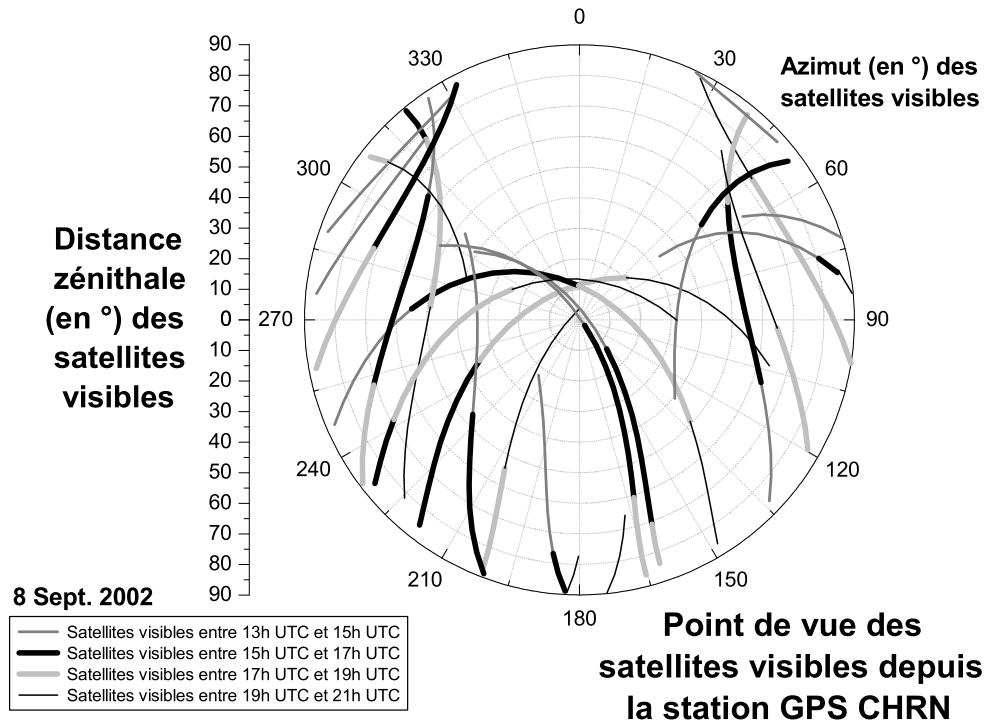 0
30
60
90
120
150
180
210
240
270
300
330
Azimut (en °) des
satellites visibles
90
80
70
60
50
40
30
20
10
0
10
20
30
40
50
60
70
80
90
Distance
zénithale
(en °) des
satellites
visibles
8 Sept. 2002
Satellites visibles entre 13h UTC et 15h UTC
Satellites visibles entre 15h UTC et 17h UTC
Satellites visibles entre 17h UTC et 19h UTC
Satellites visibles entre 19h UTC et 21h UTC
Point de vue des
satellites visibles depuis
la station GPS CHRN